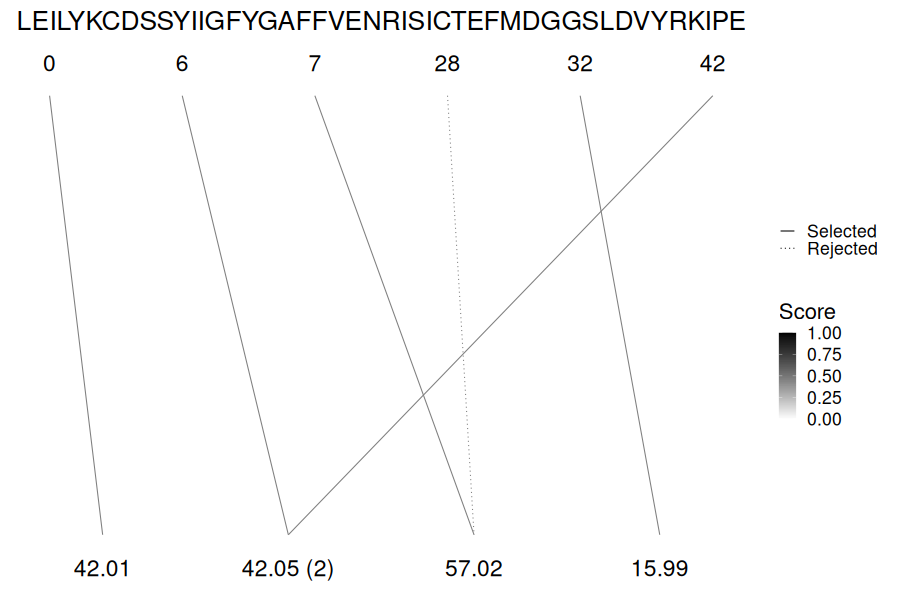 LEILYKCDSSYIIGFYGAFFVENRISICTEFMDGGSLDVYRKIPE
0 6 7 28 32 42
Selected
Rejected
Score
1.00
0.75
0.50
0.25
0.00
42.01 42.05 (2) 57.02 15.99